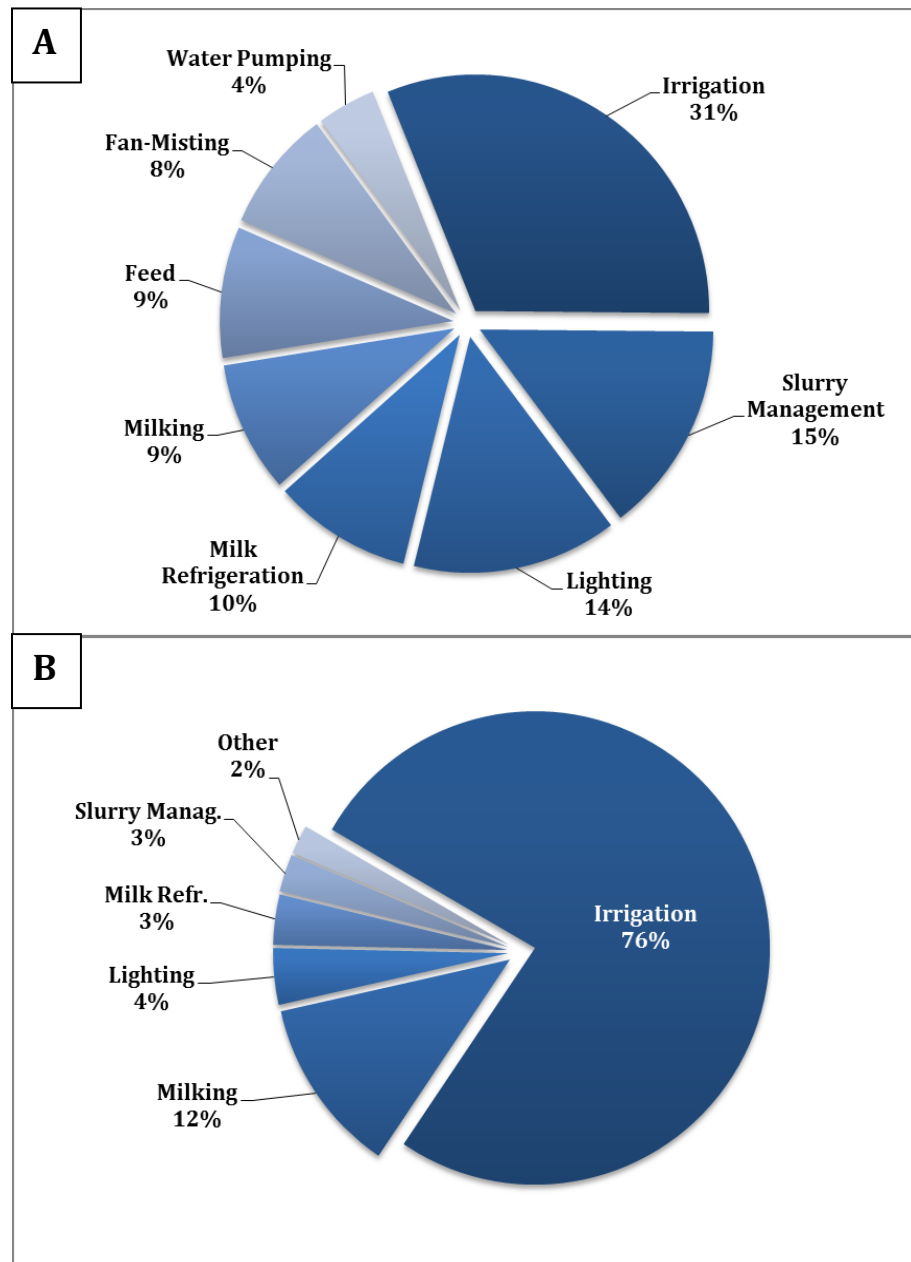 A
Water Pumping
4%
Irrigation
31%
Fan-Misting
8%
Feed
9%
Slurry
Management
15%
Milking
9%
Milk
Refrigeration
10%
Lighting
14%
B
Other
2%
Slurry Manag.
3%
Milk Refr.
3%
Irrigation
76%
Lighting
4%
Milking
12%